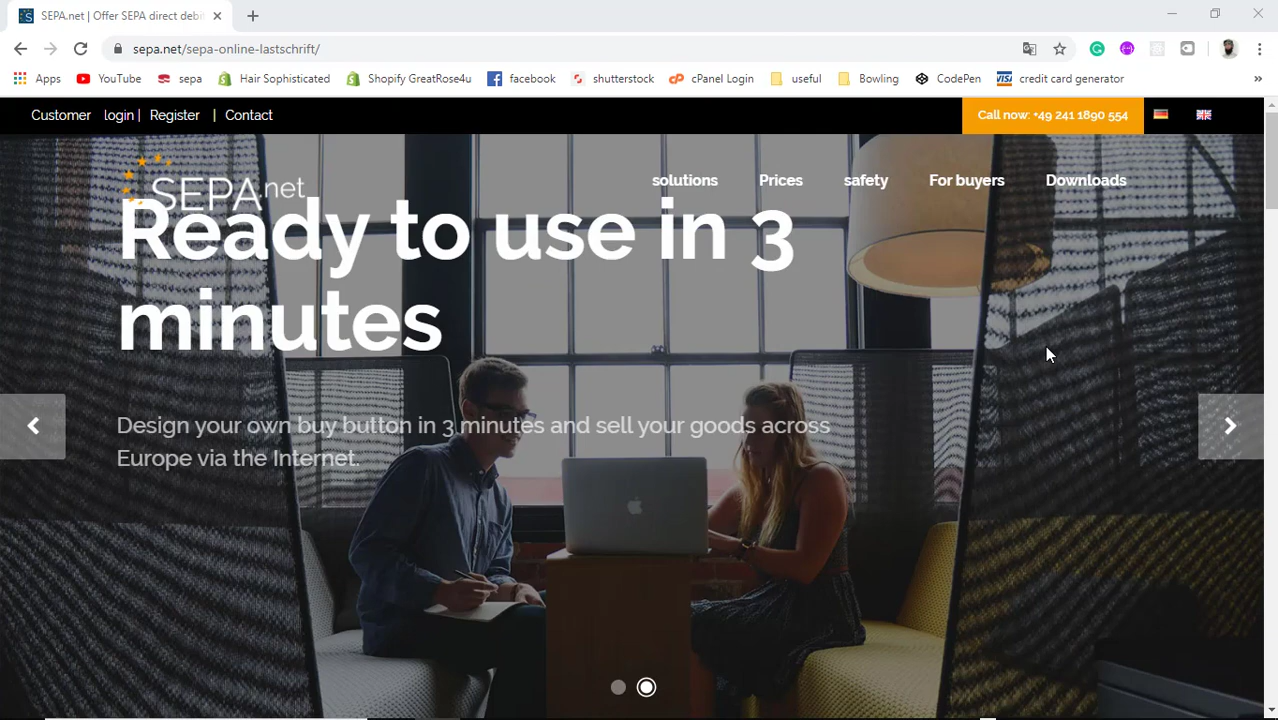 SEPA.net | Offer SEPA direct debi
sepa.net/sepa-online-lastschrift/
Apps YouTube sepa Hair Sophisticated Shopify GreatRose4u facebook shutterstock cPanel Login useful Bowling CodePen VISA credit card generator »
Customer login | Register | Contact Call now: +49 241 1890 554
SEPA.net solutions Prices safety For buyers Downloads
Ready to use in 3
minutes
Design your own buy button in 3 minutes and sell your goods across
Europe via the Internet.